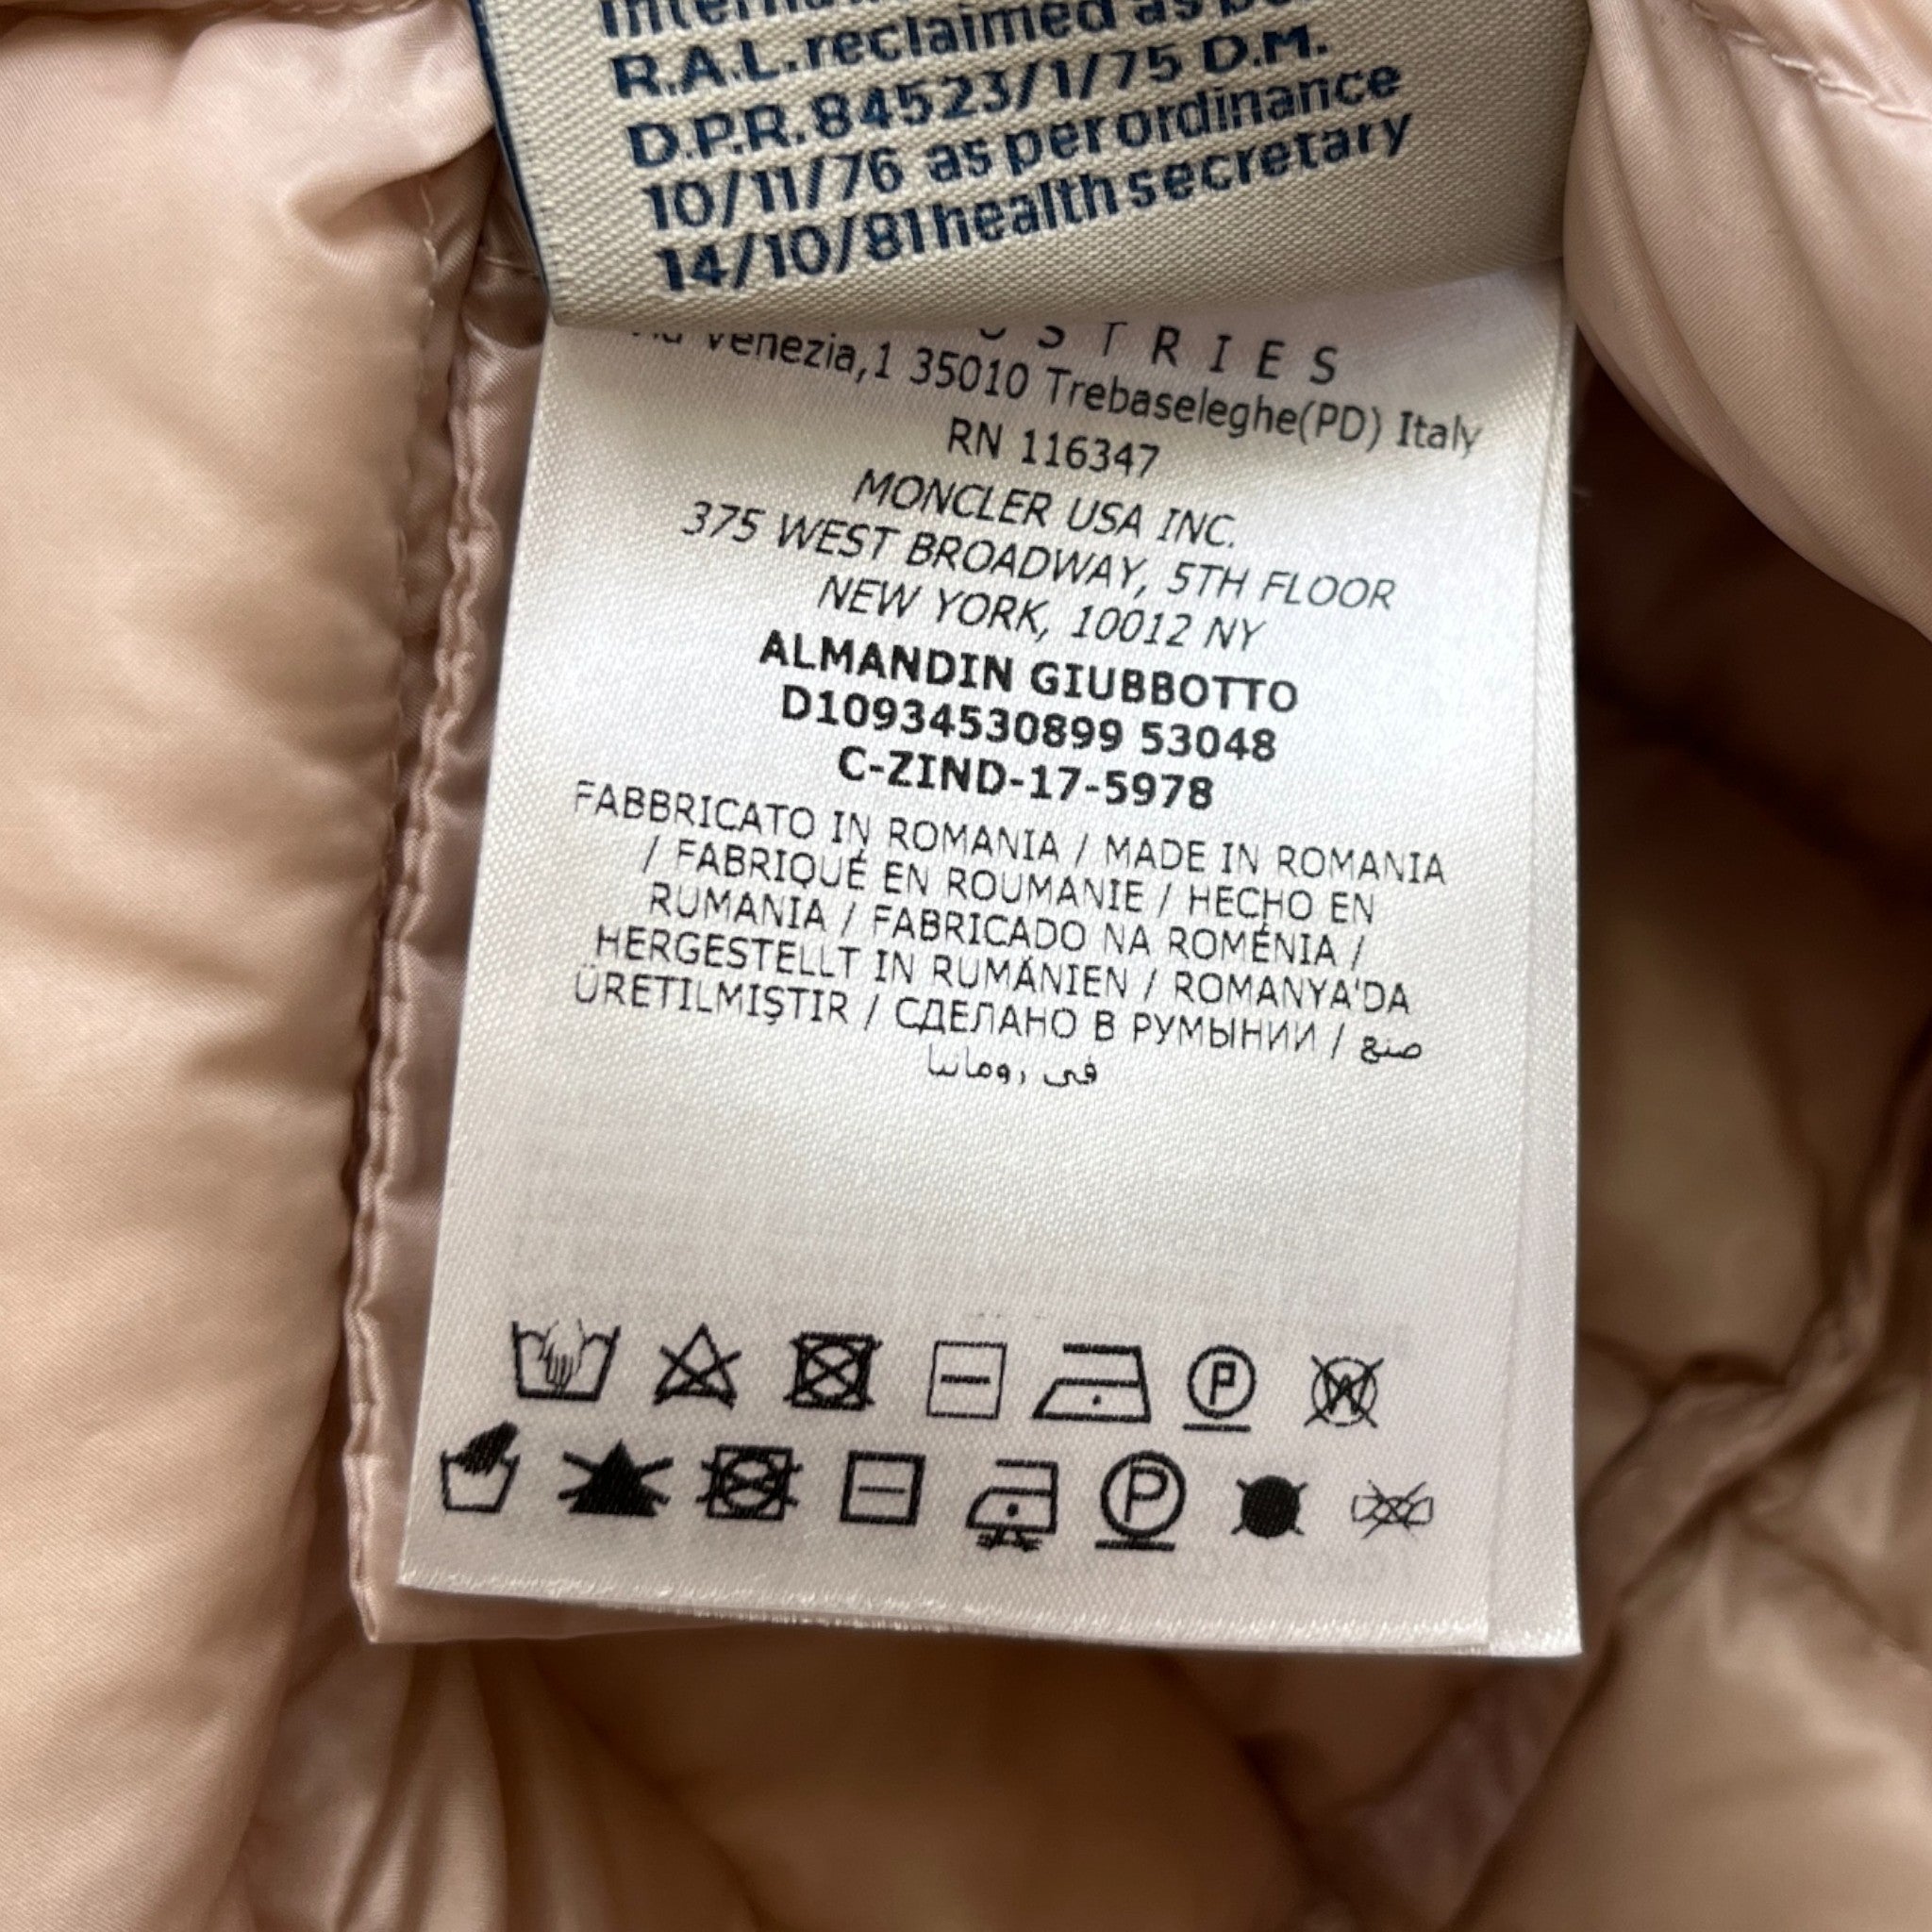 R.A.L.reclaimed as
D.P.R.84523/1/75 D.M.
10/11/76 as per ordinance
14/10/81 health secretary
STRIES
Venezia,1 35010 Trebaseleghe(PD) Italy
RN 116347
MONCLER USA INC.
375 WEST BROADWAY, 5TH FLOOR
NEW YORK, 10012 NY
ALMANDIN GIUBBOTTO
D10934530899 53048
C-ZIND-17-5978
FABBRICATO IN ROMANIA / MADE IN ROMANIA
/ FABRIQUÉ EN ROUMANIE / HECHO EN
RUMANIA / FABRICADO NA ROMÉNIA /
HERGESTELLT IN RUMÄNIEN / ROMANYA'DA
ÜRETILMIŞTIR / СДЕЛАНО В РУМЫНИИ / صنع
في رومانيا
P W
P